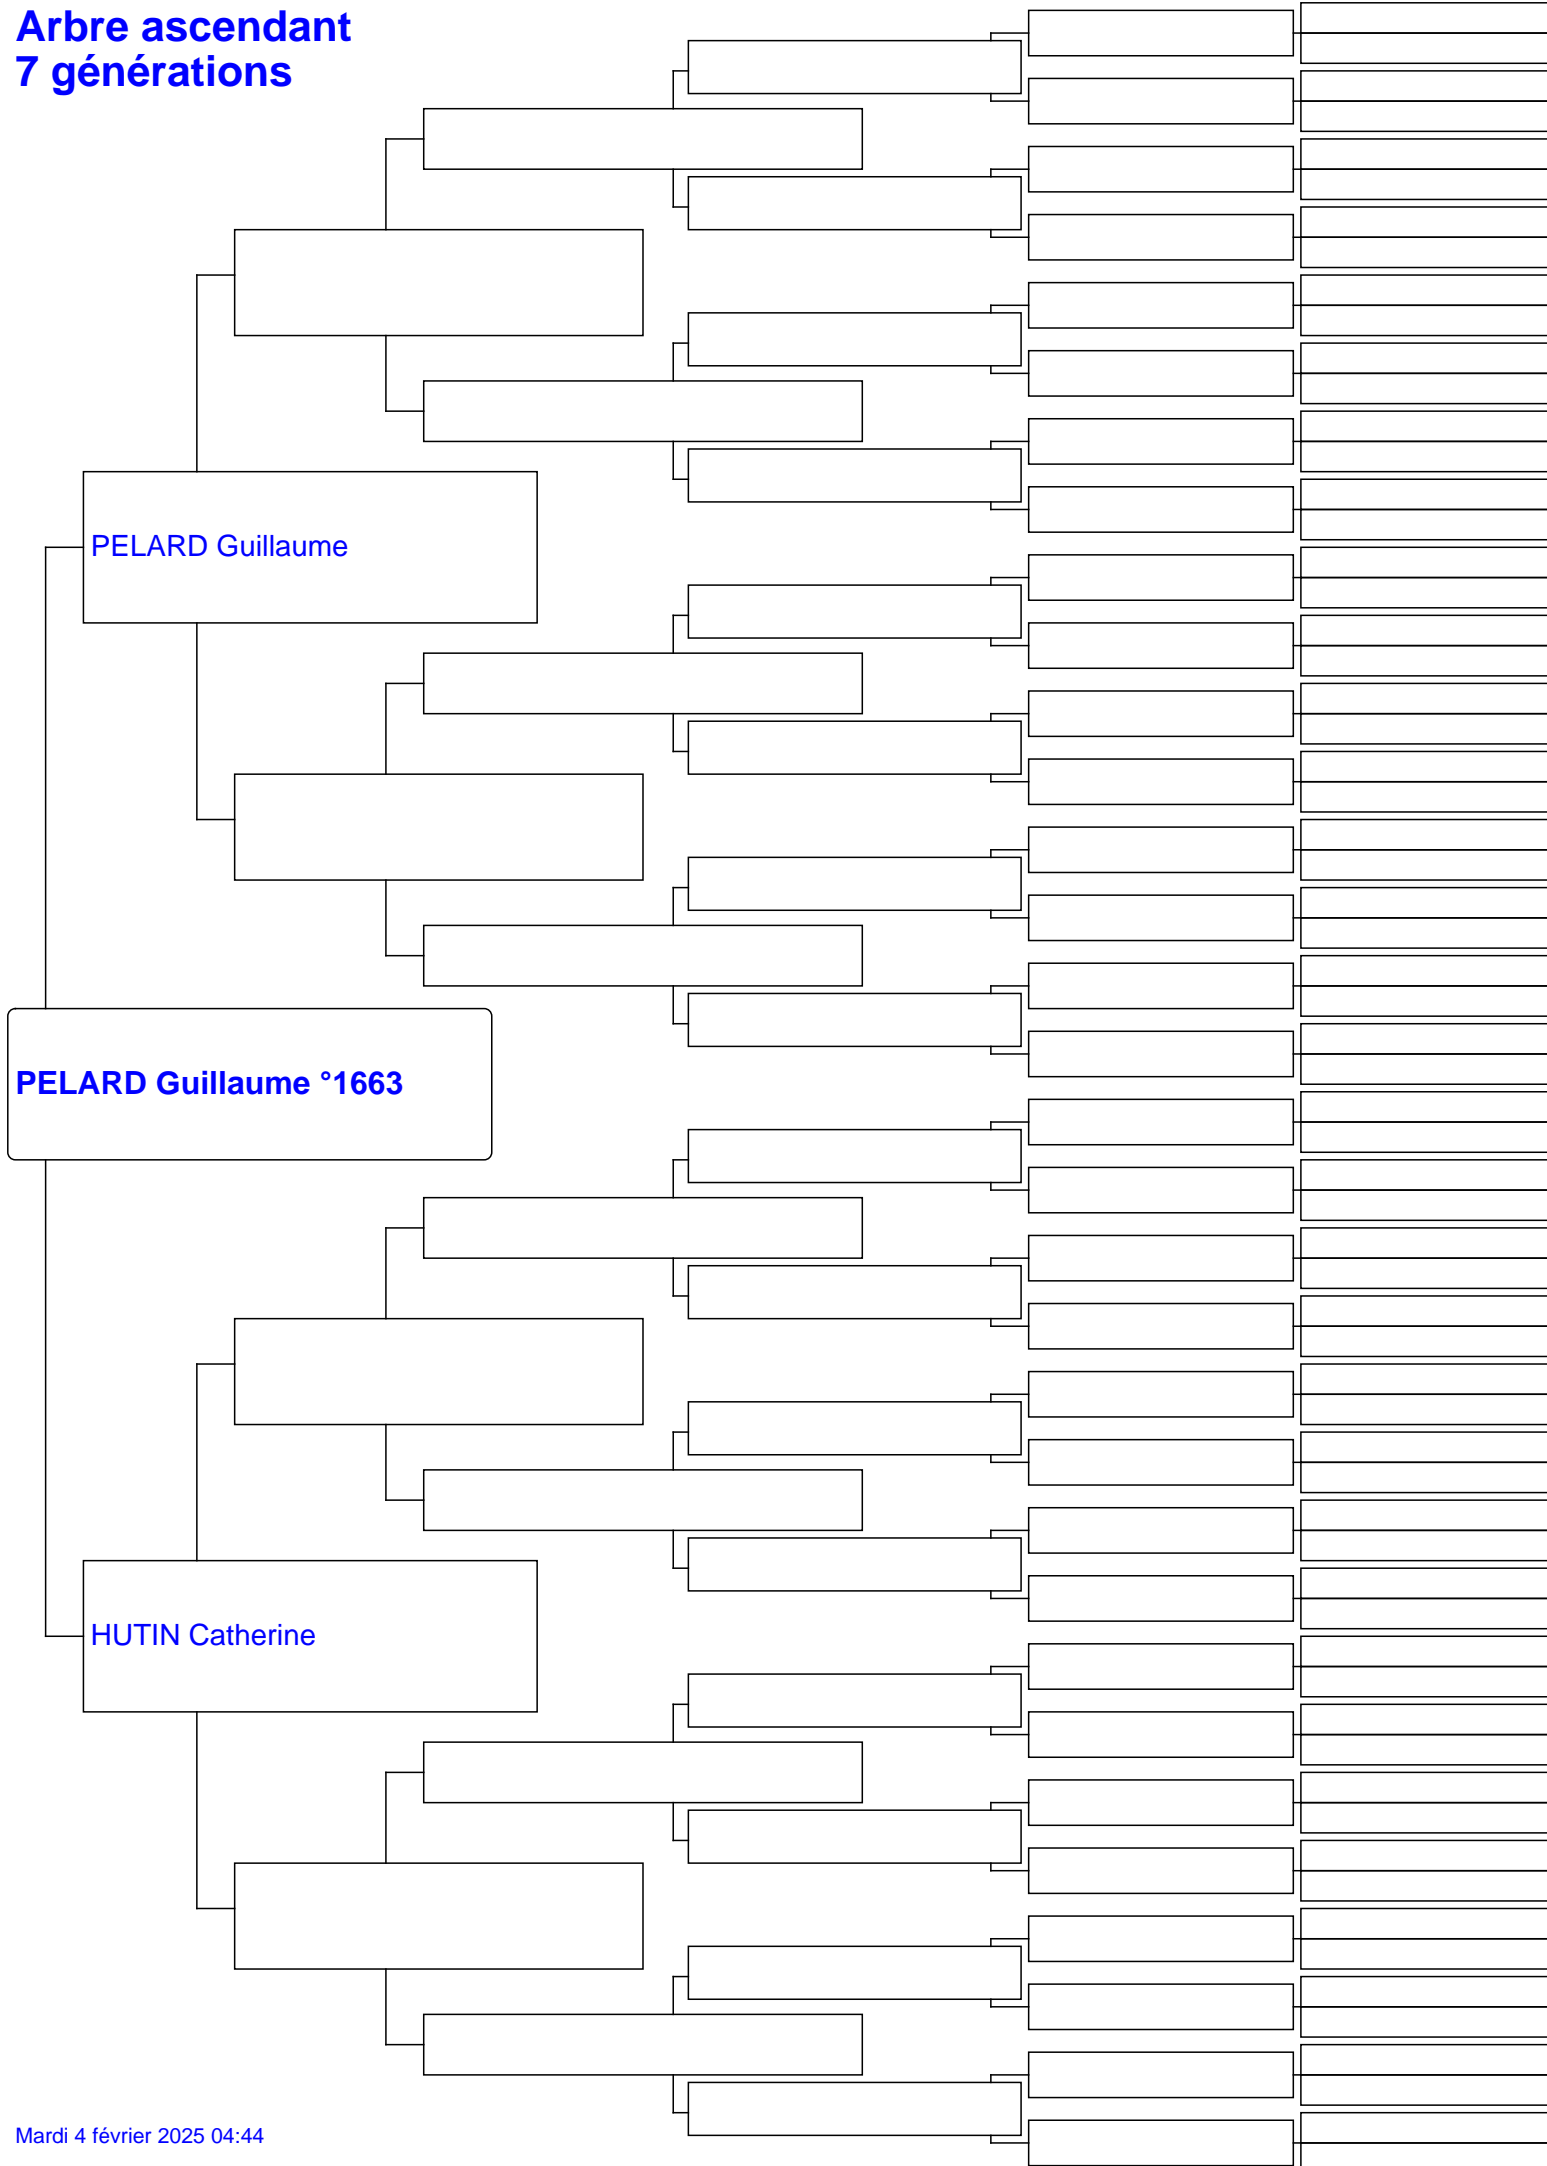 Arbre ascendant
7 générations
PELARD Guillaume
PELARD Guillaume °1663
HUTIN Catherine
Mardi 4 février 2025 04:44